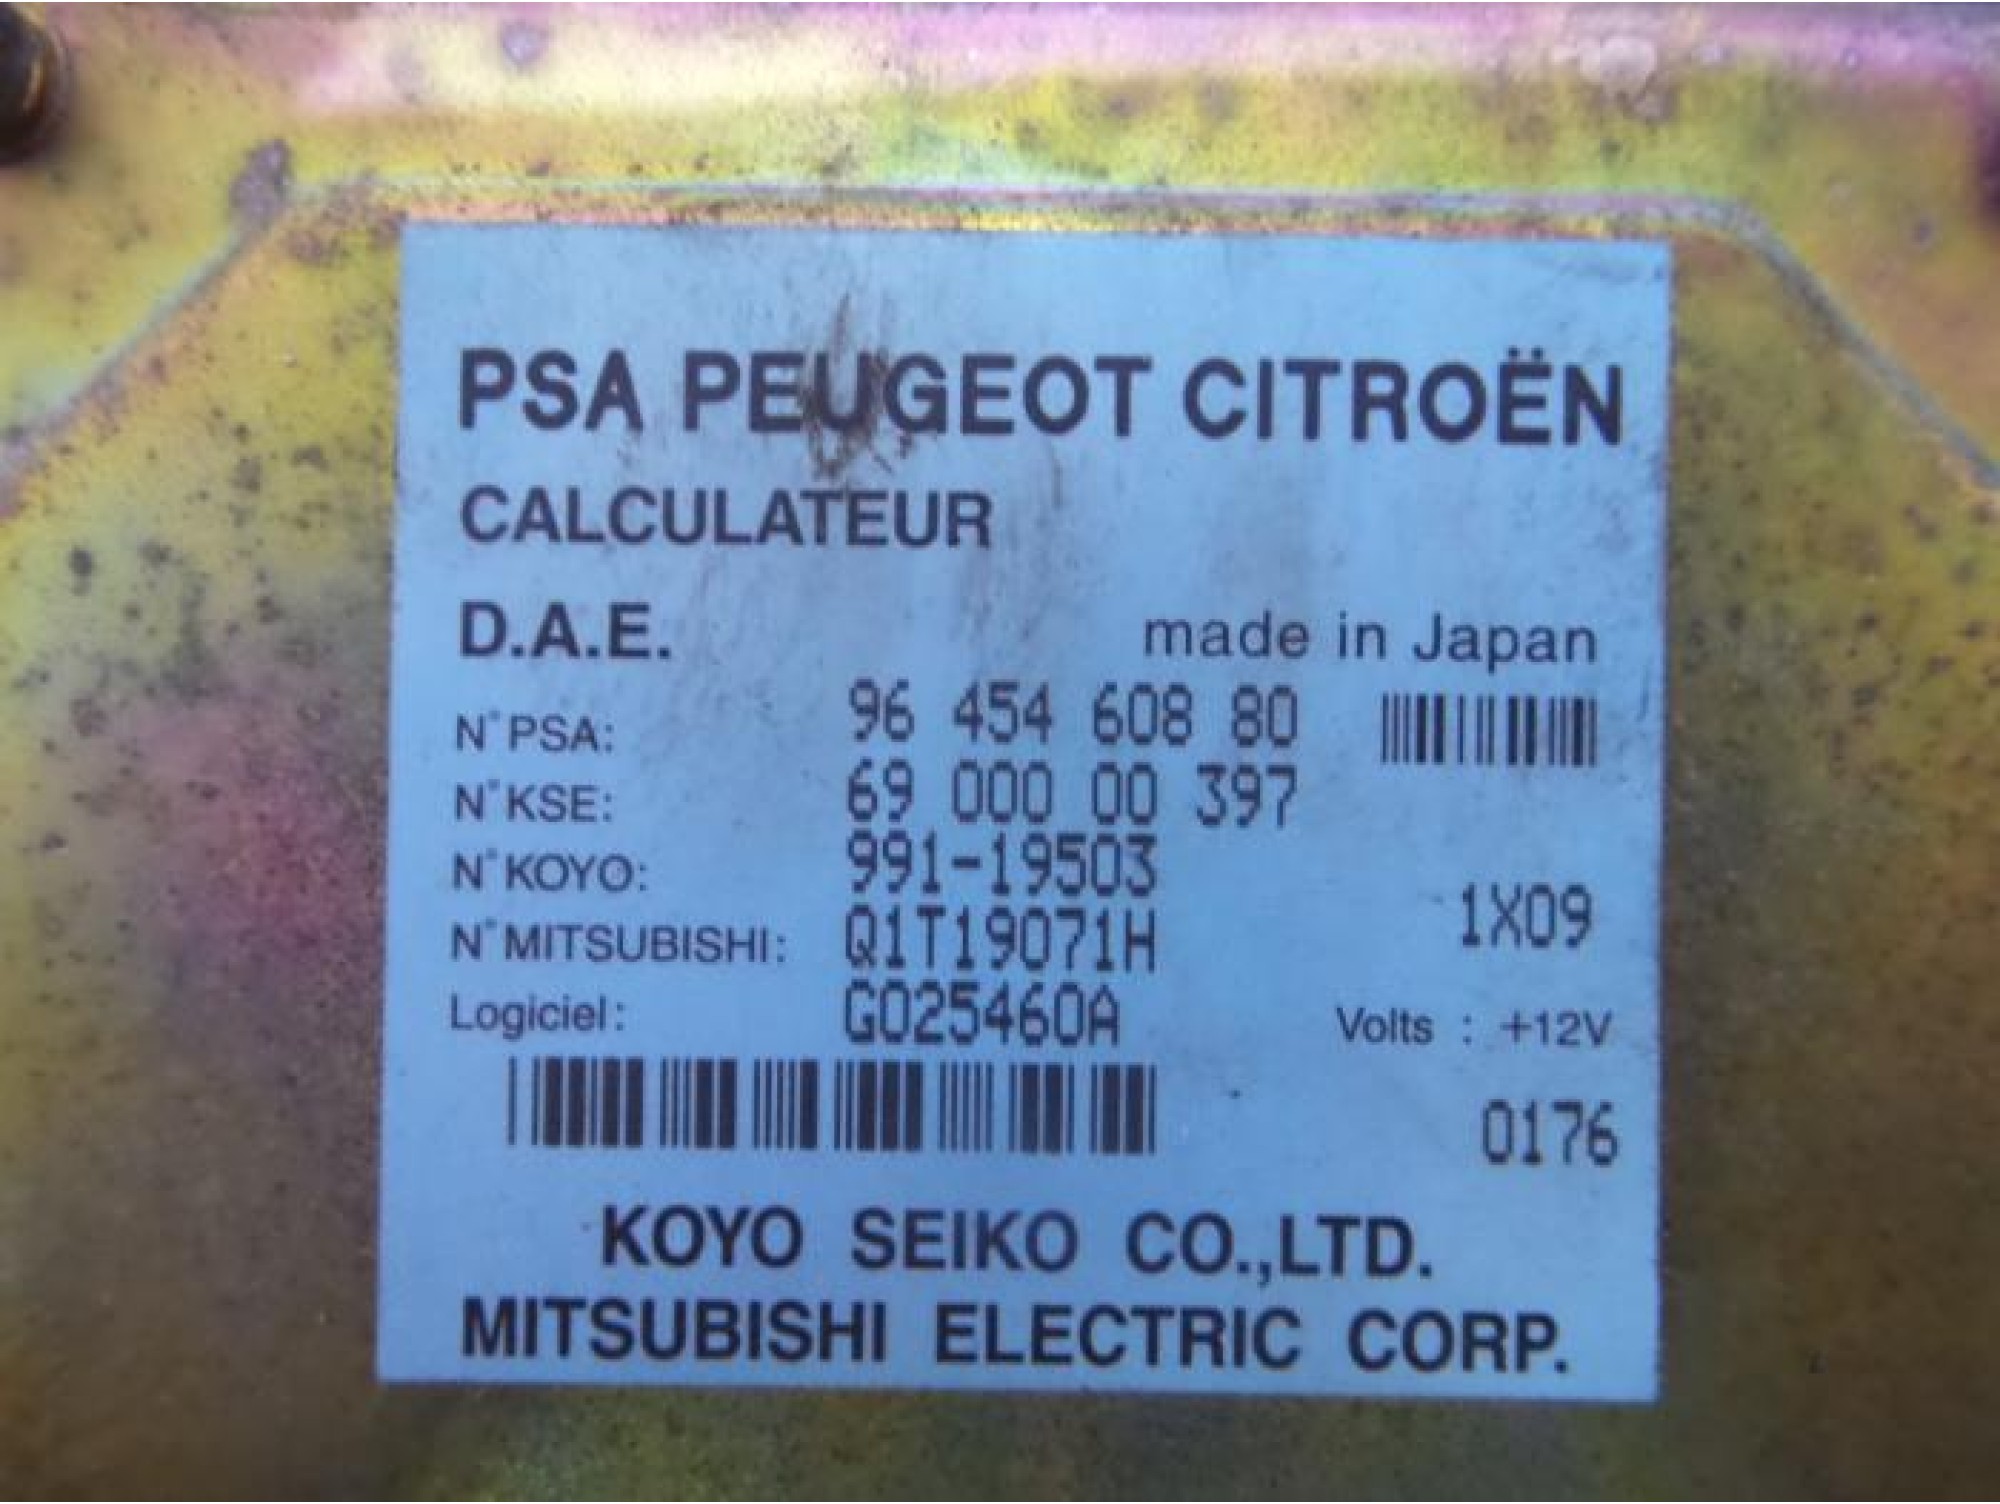 PSA PEUGEOT CITROËN
CALCULATEUR
D.A.E. made in Japan
N°PSA: 96 454 608 80
N°KSE: 69 000 00 397
N°KOYO: 991-19503
1X09
N°MITSUBISHI: Q1T19071H
Logiciel: G025460A Volts : +12V
0176
KOYO SEIKO CO.,LTD.
MITSUBISHI ELECTRIC CORP.